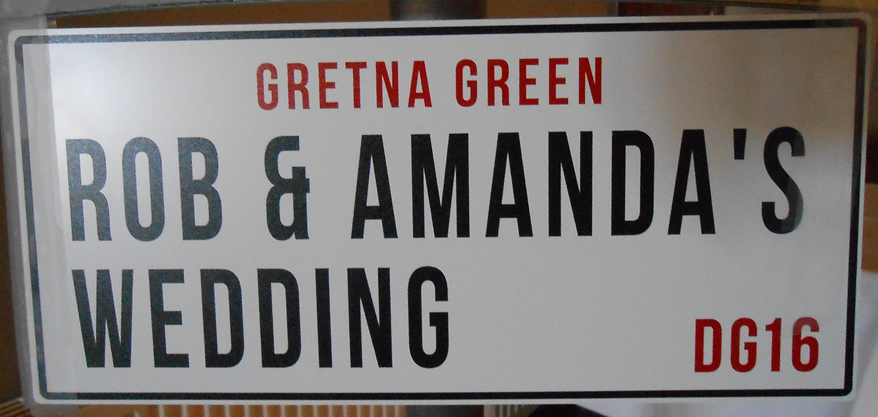 GRETNA GREEN
ROB & AMANDA'S
WEDDING
DG16